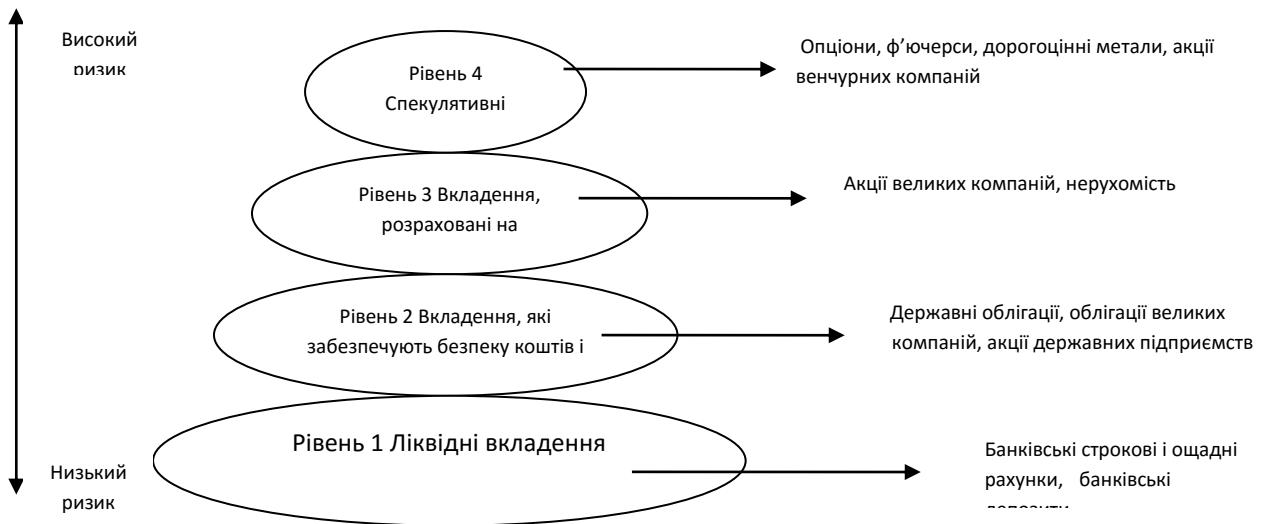 Високий
ризик
Рівень 4
Спекулятивні
Опціони, ф’ючерси, дорогоцінні метали, акції
венчурних компаній
Рівень 3 Вкладення,
розраховані на
Акції великих компаній, нерухомість
Рівень 2 Вкладення, які
забезпечують безпеку коштів і
Державні облігації, облігації великих
компаній, акції державних підприємств
Рівень 1 Ліквідні вкладення
Банківські строкові і ощадні
рахунки, банківські
Низький
ризик